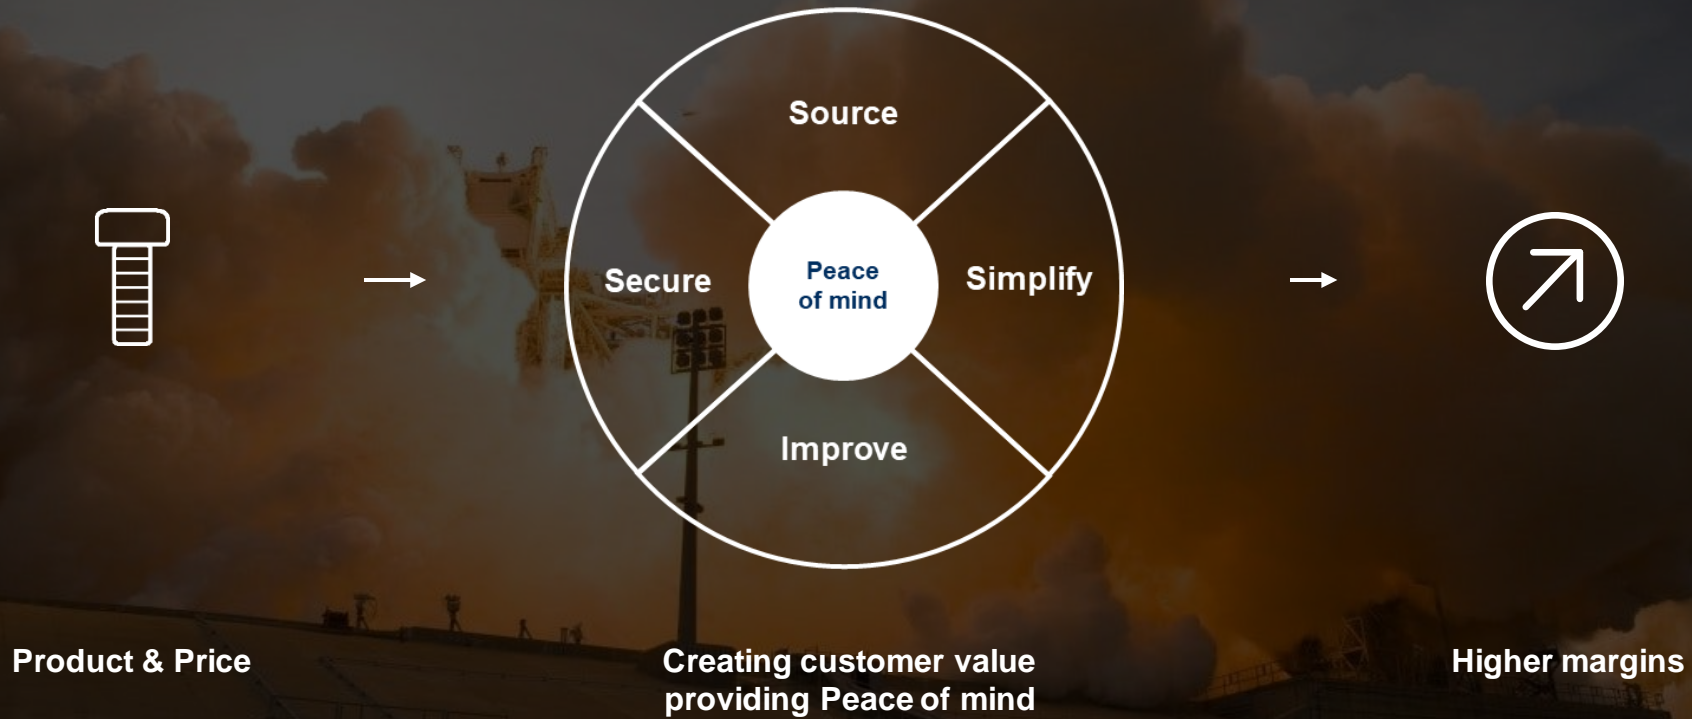 Source
Secure
Peace
of mind
Simplify
Improve
Product & Price
Creating customer value
providing Peace of mind
Higher margins